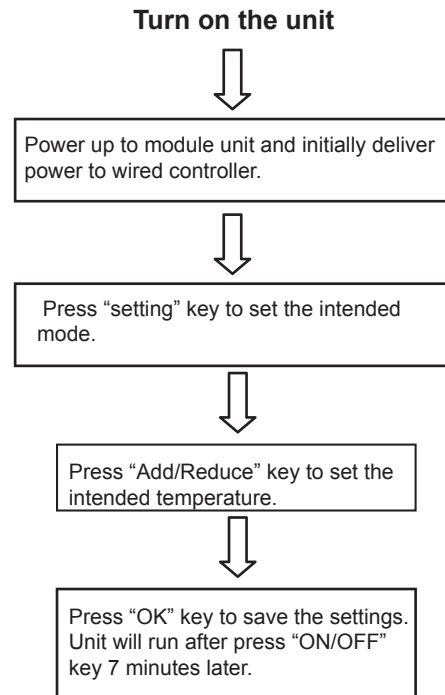 Turn on the unit
Power up to module unit and initially deliver
power to wired controller.
Press “setting” key to set the intended
mode.
Press “Add/Reduce” key to set the
intended temperature.
Press “OK” key to save the settings.
Unit will run after press “ON/OFF”
key 7 minutes later.